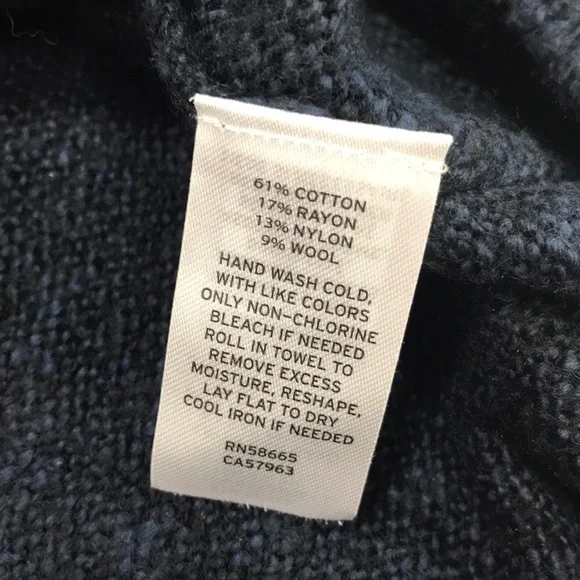 61% COTTON
17% RAYON
13% NYLON
9% WOOL
HAND WASH COLD,
WITH LIKE COLORS
ONLY NON-CHLORINE
BLEACH IF NEEDED
ROLL IN TOWEL TO
REMOVE EXCESS
MOISTURE, RESHAPE,
LAY FLAT TO DRY
COOL IRON IF NEEDED
RN58665
CA57963